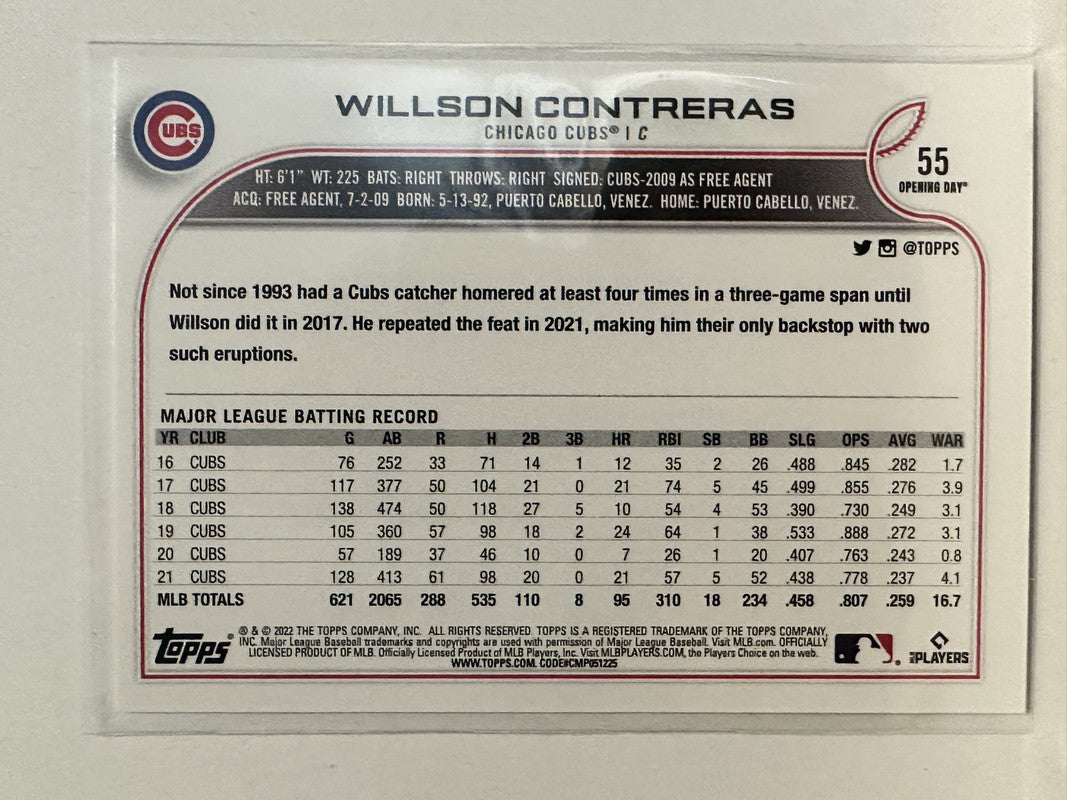 CUBS
WILLSON CONTRERAS
CHICAGO CUBS® | C
55
OPENING DAY®
HT: 6'1" WT: 225 BATS: RIGHT THROWS: RIGHT SIGNED: CUBS-2009 AS FREE AGENT
ACQ: FREE AGENT, 7-2-09 BORN: 5-13-92, PUERTO CABELLO, VENEZ. HOME: PUERTO CABELLO, VENEZ.
@TOPPS
Not since 1993 had a Cubs catcher homered at least four times in a three-game span until
Willson did it in 2017. He repeated the feat in 2021, making him their only backstop with two
such eruptions.
MAJOR LEAGUE BATTING RECORD
YR CLUB G AB R H 2B 3B HR RBI SB BB SLG OPS AVG WAR
16 CUBS 76 252 33 71 14 1 12 35 2 26 .488 .845 .282 1.7
17 CUBS 117 377 50 104 21 0 21 74 5 45 .499 .855 .276 3.9
18 CUBS 138 474 50 118 27 5 10 54 4 53 .390 .730 .249 3.1
19 CUBS 105 360 57 98 18 2 24 64 1 38 .533 .888 .272 3.1
20 CUBS 57 189 37 46 10 0 7 26 1 20 .407 .763 .243 0.8
21 CUBS 128 413 61 98 20 0 21 57 5 52 .438 .778 .237 4.1
MLB TOTALS 621 2065 288 535 110 8 95 310 18 234 .458 .807 .259 16.7
Topps®
® & © 2022 THE TOPPS COMPANY, INC. ALL RIGHTS RESERVED. TOPPS IS A REGISTERED TRADEMARK OF THE TOPPS COMPANY,
INC. Major League Baseball trademarks and copyrights are used with permission of Major League Baseball. Visit MLB.com. OFFICIALLY
LICENSED PRODUCT OF MLB. Officially Licensed Product of MLB Players, Inc. Visit MLBPLAYERS.COM, the Players Choice on the web.
WWW.TOPPS.COM. CODE#CMP051225
PLAYERS